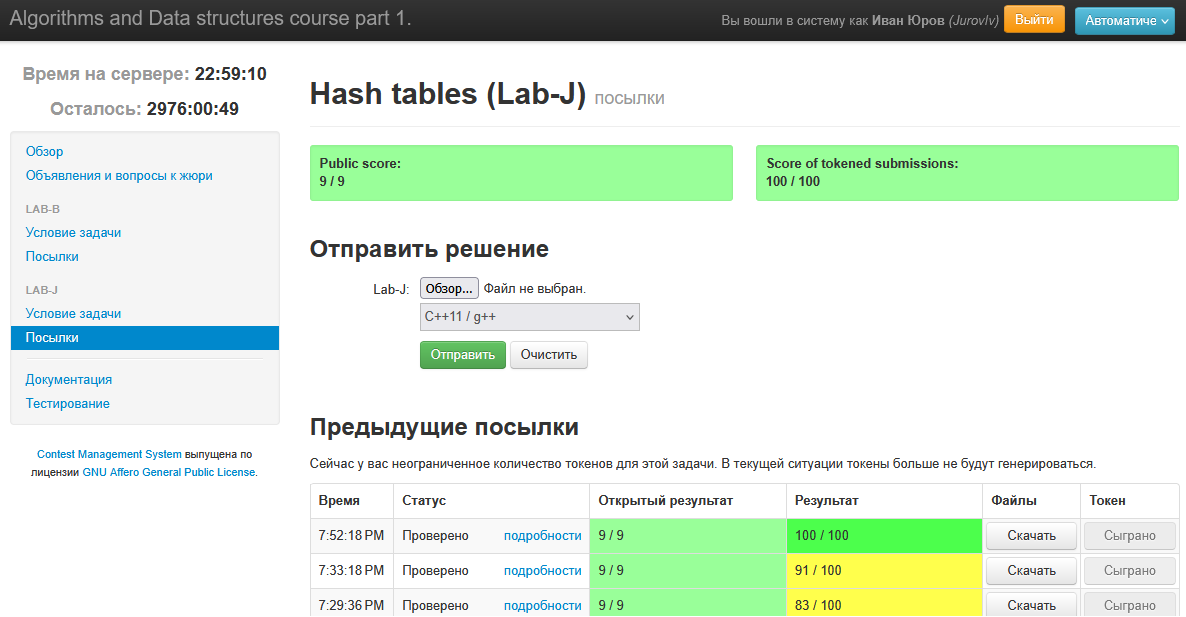 Algorithms and Data structures course part 1.
Вы вошли в систему как Иван Юров (JurovIv)
Выйти
Автоматиче
Время на сервере: 22:59:10
Осталось: 2976:00:49
Обзор
Объявления и вопросы к жюри
LAB-B
Условие задачи
Посылки
LAB-J
Условие задачи
Посылки
Документация
Тестирование
Contest Management System выпущена по
лицензии GNU Affero General Public License.
Hash tables (Lab-J) посылки
Public score:
9 / 9
Score of tokened submissions:
100 / 100
Отправить решение
Lab-J: Обзор... Файл не выбран.
C++11 / g++
Отправить Очистить
Предыдущие посылки
Сейчас у вас неограниченное количество токенов для этой задачи. В текущей ситуации токены больше не будут генерироваться.
Время Статус Открытый результат Результат Файлы Токен
7:52:18 PM Проверено подробности 9 / 9 100 / 100 Скачать Сыграно
7:33:18 PM Проверено подробности 9 / 9 91 / 100 Скачать Сыграно
7:29:36 PM Проверено подробности 9 / 9 83 / 100 Скачать Сыграно